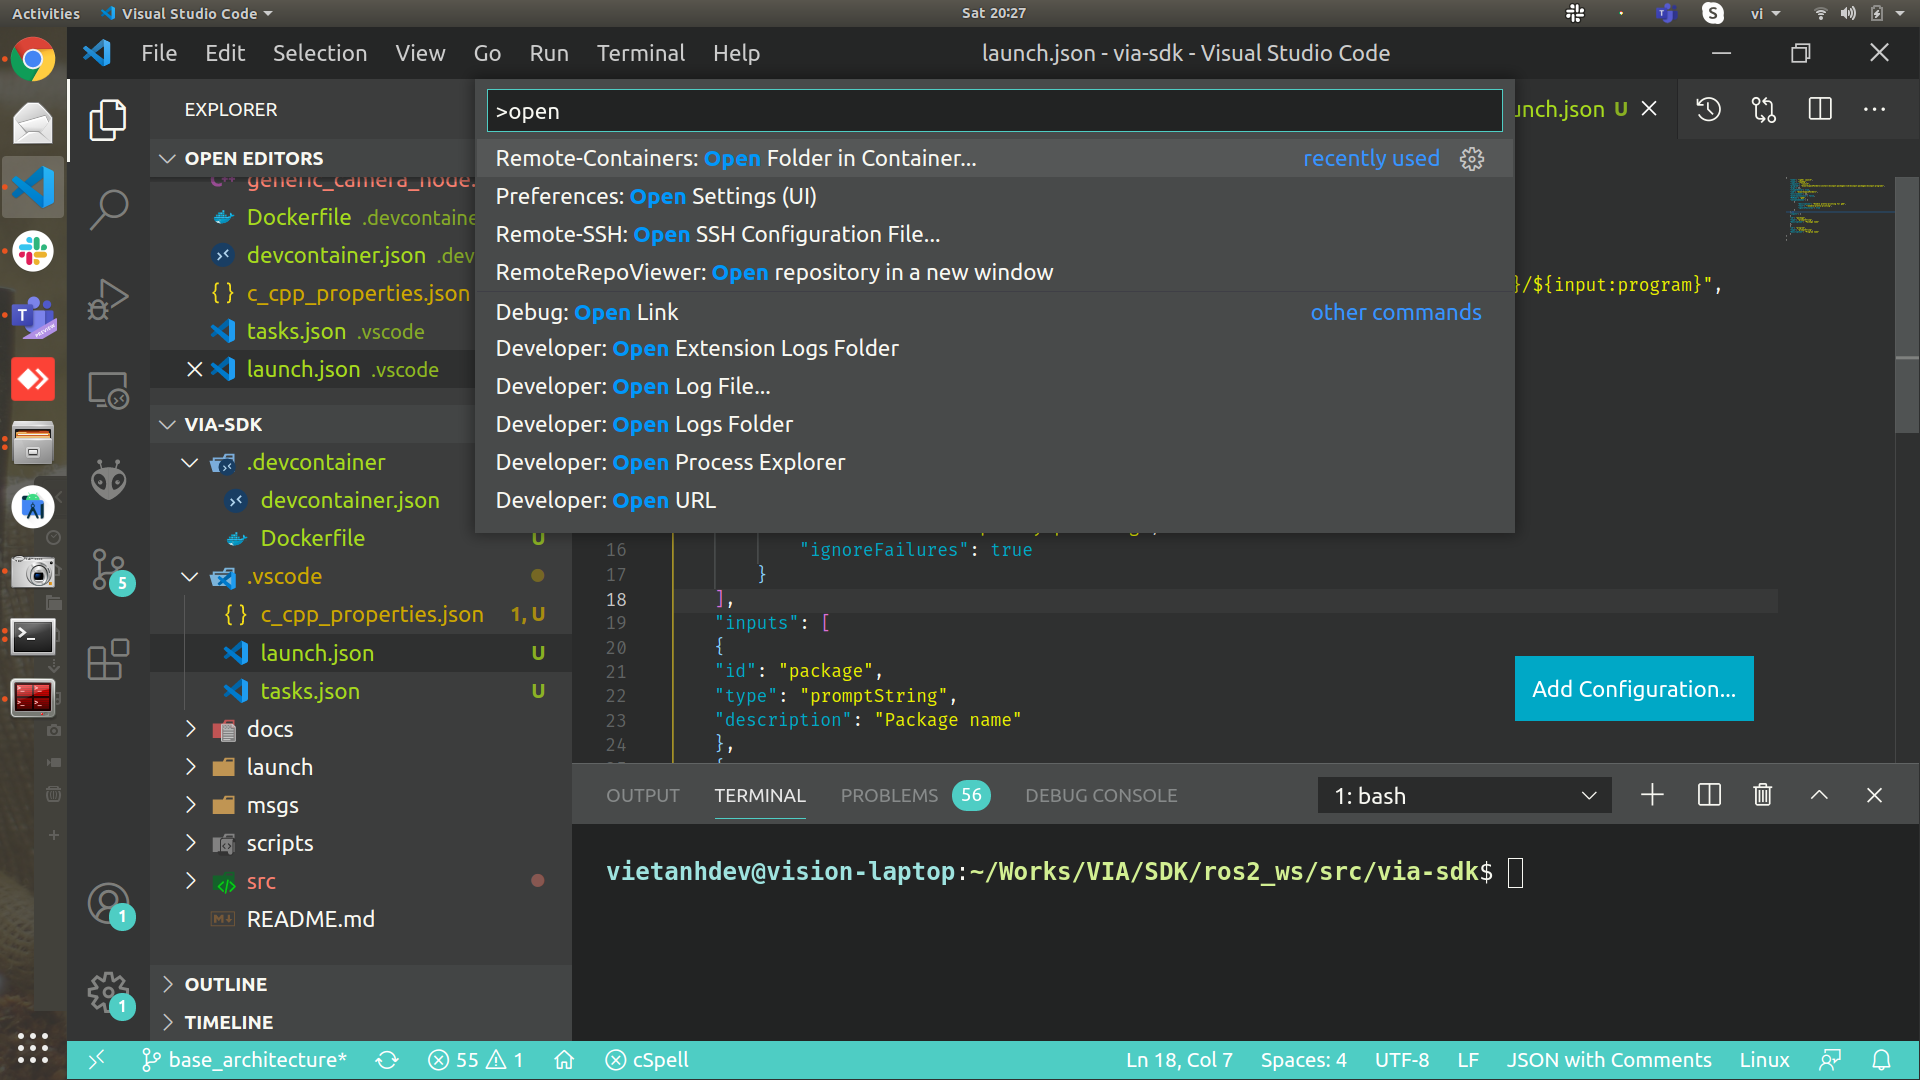 Activities Visual Studio Code Sat 20:27 S vi
File Edit Selection View Go Run Terminal Help launch.json - via-sdk - Visual Studio Code
EXPLORER
>open
unch.json U
OPEN EDITORS
generic_camera_node.
Dockerfile .devcontaine
devcontainer.json .dev
c_cpp_properties.json
tasks.json .vscode
launch.json .vscode
Remote-Containers: Open Folder in Container... recently used
Preferences: Open Settings (UI)
Remote-SSH: Open SSH Configuration File...
RemoteRepoViewer: Open repository in a new window
Debug: Open Link other commands
Developer: Open Extension Logs Folder
Developer: Open Log File...
Developer: Open Logs Folder
Developer: Open Process Explorer
Developer: Open URL
}/${input:program}",
VIA-SDK
.devcontainer
devcontainer.json
Dockerfile U
.vscode
c_cpp_properties.json 1, U
launch.json U
tasks.json U
docs
launch
msgs
scripts
src
README.md
OUTLINE
TIMELINE
5
1
1
16 "ignoreFailures": true
17 }
18 ],
19 "inputs": [
20 {
21 "id": "package",
22 "type": "promptString",
23 "description": "Package name"
24 },
{
Add Configuration...
OUTPUT TERMINAL PROBLEMS 56 DEBUG CONSOLE 1: bash
vietanhdev@vision-laptop:~/Works/VIA/SDK/ros2_ws/src/via-sdk$
base_architecture* 55 1 cSpell Ln 18, Col 7 Spaces: 4 UTF-8 LF JSON with Comments Linux